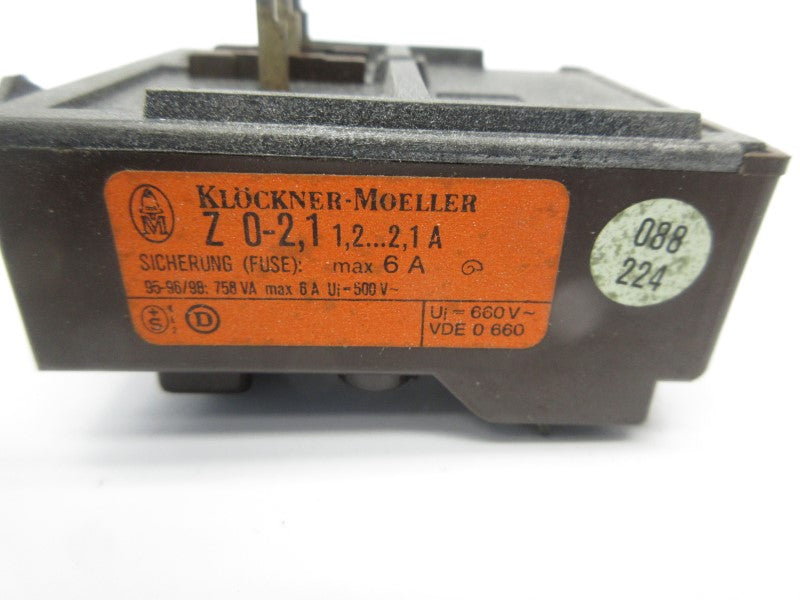 KLÖCKNER-MOELLER
M
Z 0-2,1 1,2...2,1 A
SICHERUNG (FUSE): max 6 A
95-96/98: 758 VA max 6 A Ui=500 V~
+S D
Ui = 660 V~
VDE 0 660
088
224